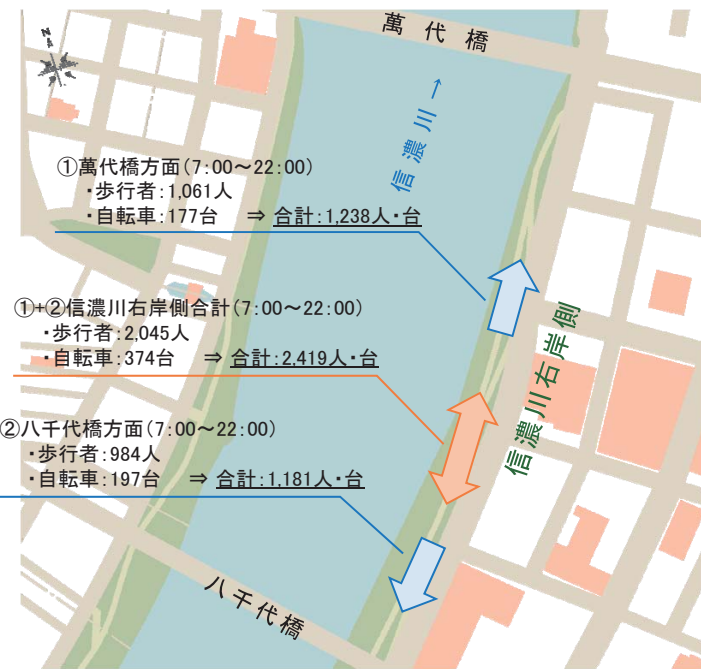 萬代橋
N
信濃川→
①萬代橋方面(7:00～22:00)
・歩行者:1,061人
・自転車:177台 ⇒ 合計:1,238人・台
①+②信濃川右岸側合計(7:00～22:00)
・歩行者:2,045人
・自転車:374台 ⇒ 合計:2,419人・台
信濃川右岸側
②八千代橋方面(7:00～22:00)
・歩行者:984人
・自転車:197台 ⇒ 合計:1,181人・台
八千代橋